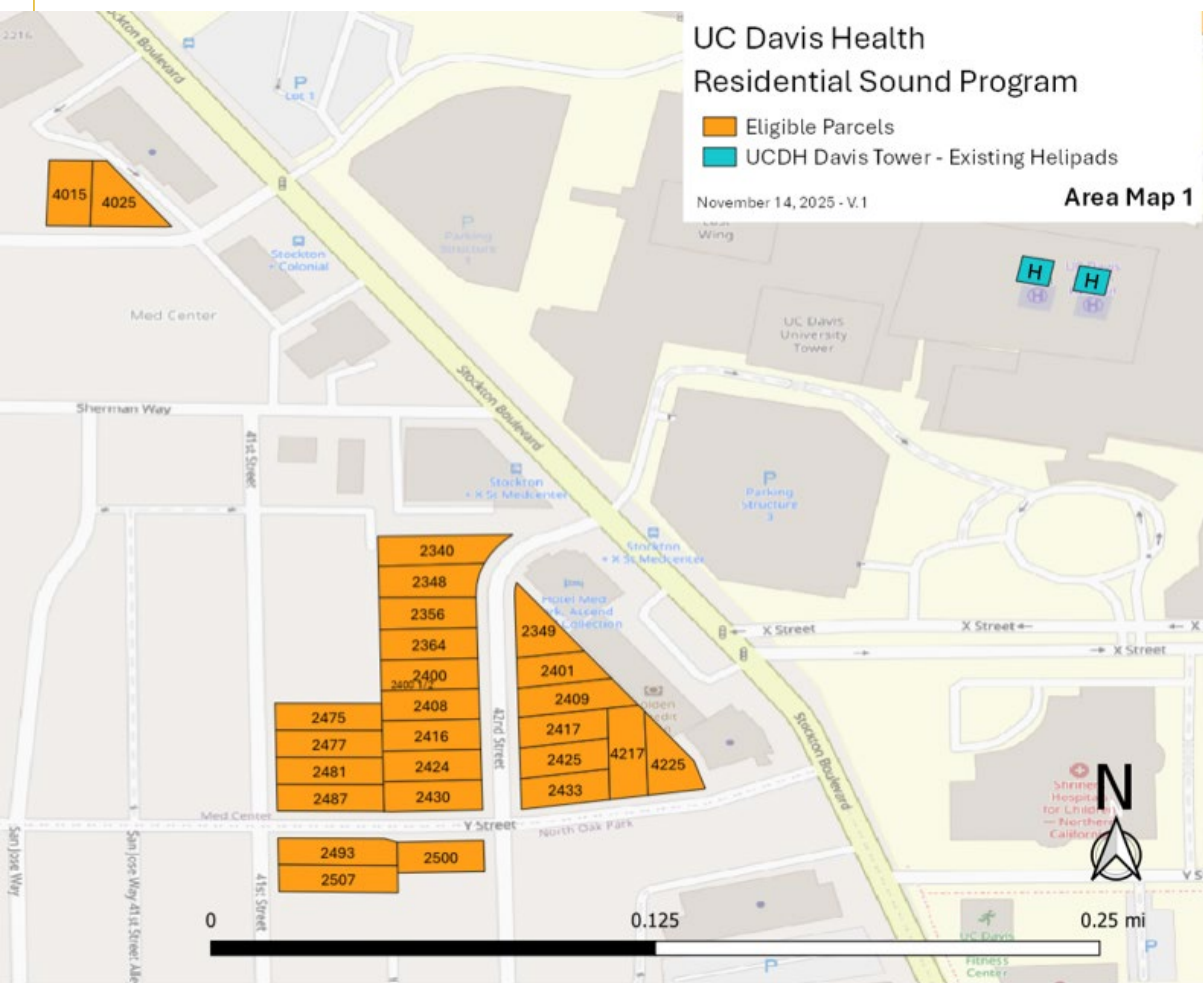 UC Davis Health
Residential Sound Program
Eligible Parcels
UCDH Davis Tower - Existing Helipads
November 14, 2025 - V.1
Area Map 1
2216
Stockton Boulevard
P
Lot 1
4015
4025
Stockton
+ Colonial
P
Parking
Structure
1
East
Wing
H
H
UC Davis
University
Tower
Med Center
Stockton Boulevard
Sherman Way
41st Street
Stockton
+ X St Medcenter
P
Parking
Structure
3
Stockton
+ X St Medcenter
2340
2348
2356
2364
2400
2400 1/2
2408
2416
2424
2430
2475
2477
2481
2487
Hotel Med
Ascend
Collection
2349
2401
2409
2417
2425
2433
4217
4225
42nd Street
X Street
X Street
X
X Street
Stockton Boulevard
Med Center
Y Street
North Oak Park
2493
2507
2500
San Jose Way
San Jose Way 41st Street Alle
41st Street
Shriners
Hospital
for Children
— Northern
California
N
Y S
0
0.125
0.25 mi
UC Davis
Fitness
Center
P
P